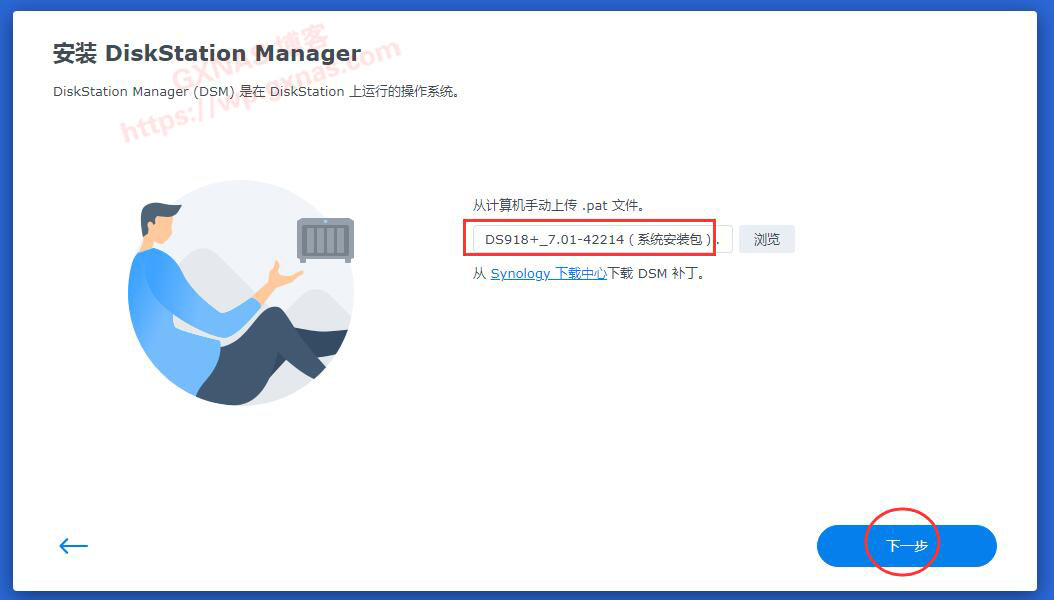 安装 DiskStation Manager
GXNAS博客
https://wp.gxnas.com
DiskStation Manager (DSM) 是在 DiskStation 上运行的操作系统。
从计算机手动上传 .pat 文件。
DS918+_7.01-42214 ( 系统安装包 ) .
浏览
从 Synology 下载中心下载 DSM 补丁。
下一步